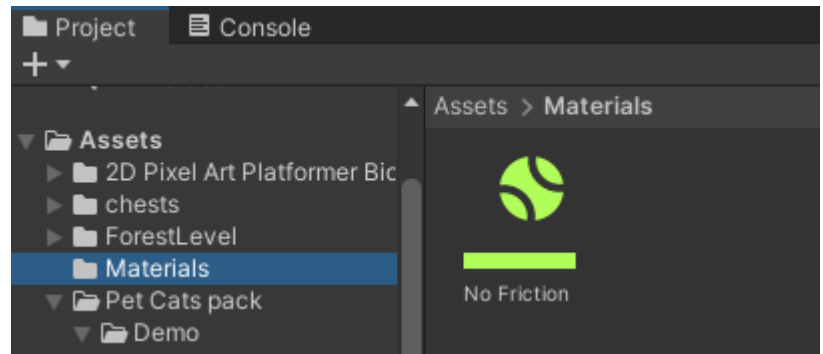 Project
Console
Assets > Materials
Assets
2D Pixel Art Platformer Bic
chests
ForestLevel
Materials
Pet Cats pack
Demo
No Friction